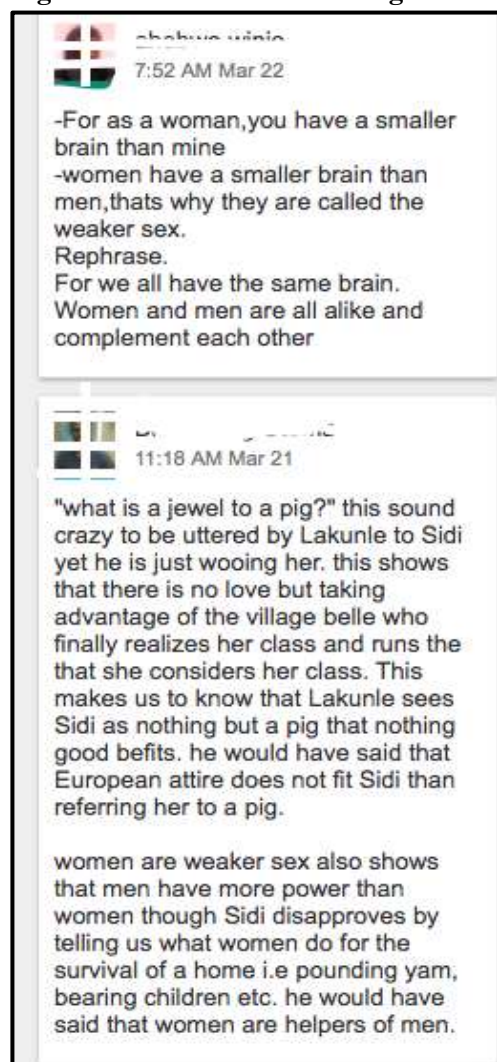 7:52 AM Mar 22
-For as a woman,you have a smaller
brain than mine
-women have a smaller brain than
men,thats why they are called the
weaker sex.
Rephrase.
For we all have the same brain.
Women and men are all alike and
complement each other
11:18 AM Mar 21
"what is a jewel to a pig?" this sound
crazy to be uttered by Lakunle to Sidi
yet he is just wooing her. this shows
that there is no love but taking
advantage of the village belle who
finally realizes her class and runs the
that she considers her class. This
makes us to know that Lakunle sees
Sidi as nothing but a pig that nothing
good befits. he would have said that
European attire does not fit Sidi than
referring her to a pig.
women are weaker sex also shows
that men have more power than
women though Sidi disapproves by
telling us what women do for the
survival of a home i.e pounding yam,
bearing children etc. he would have
said that women are helpers of men.